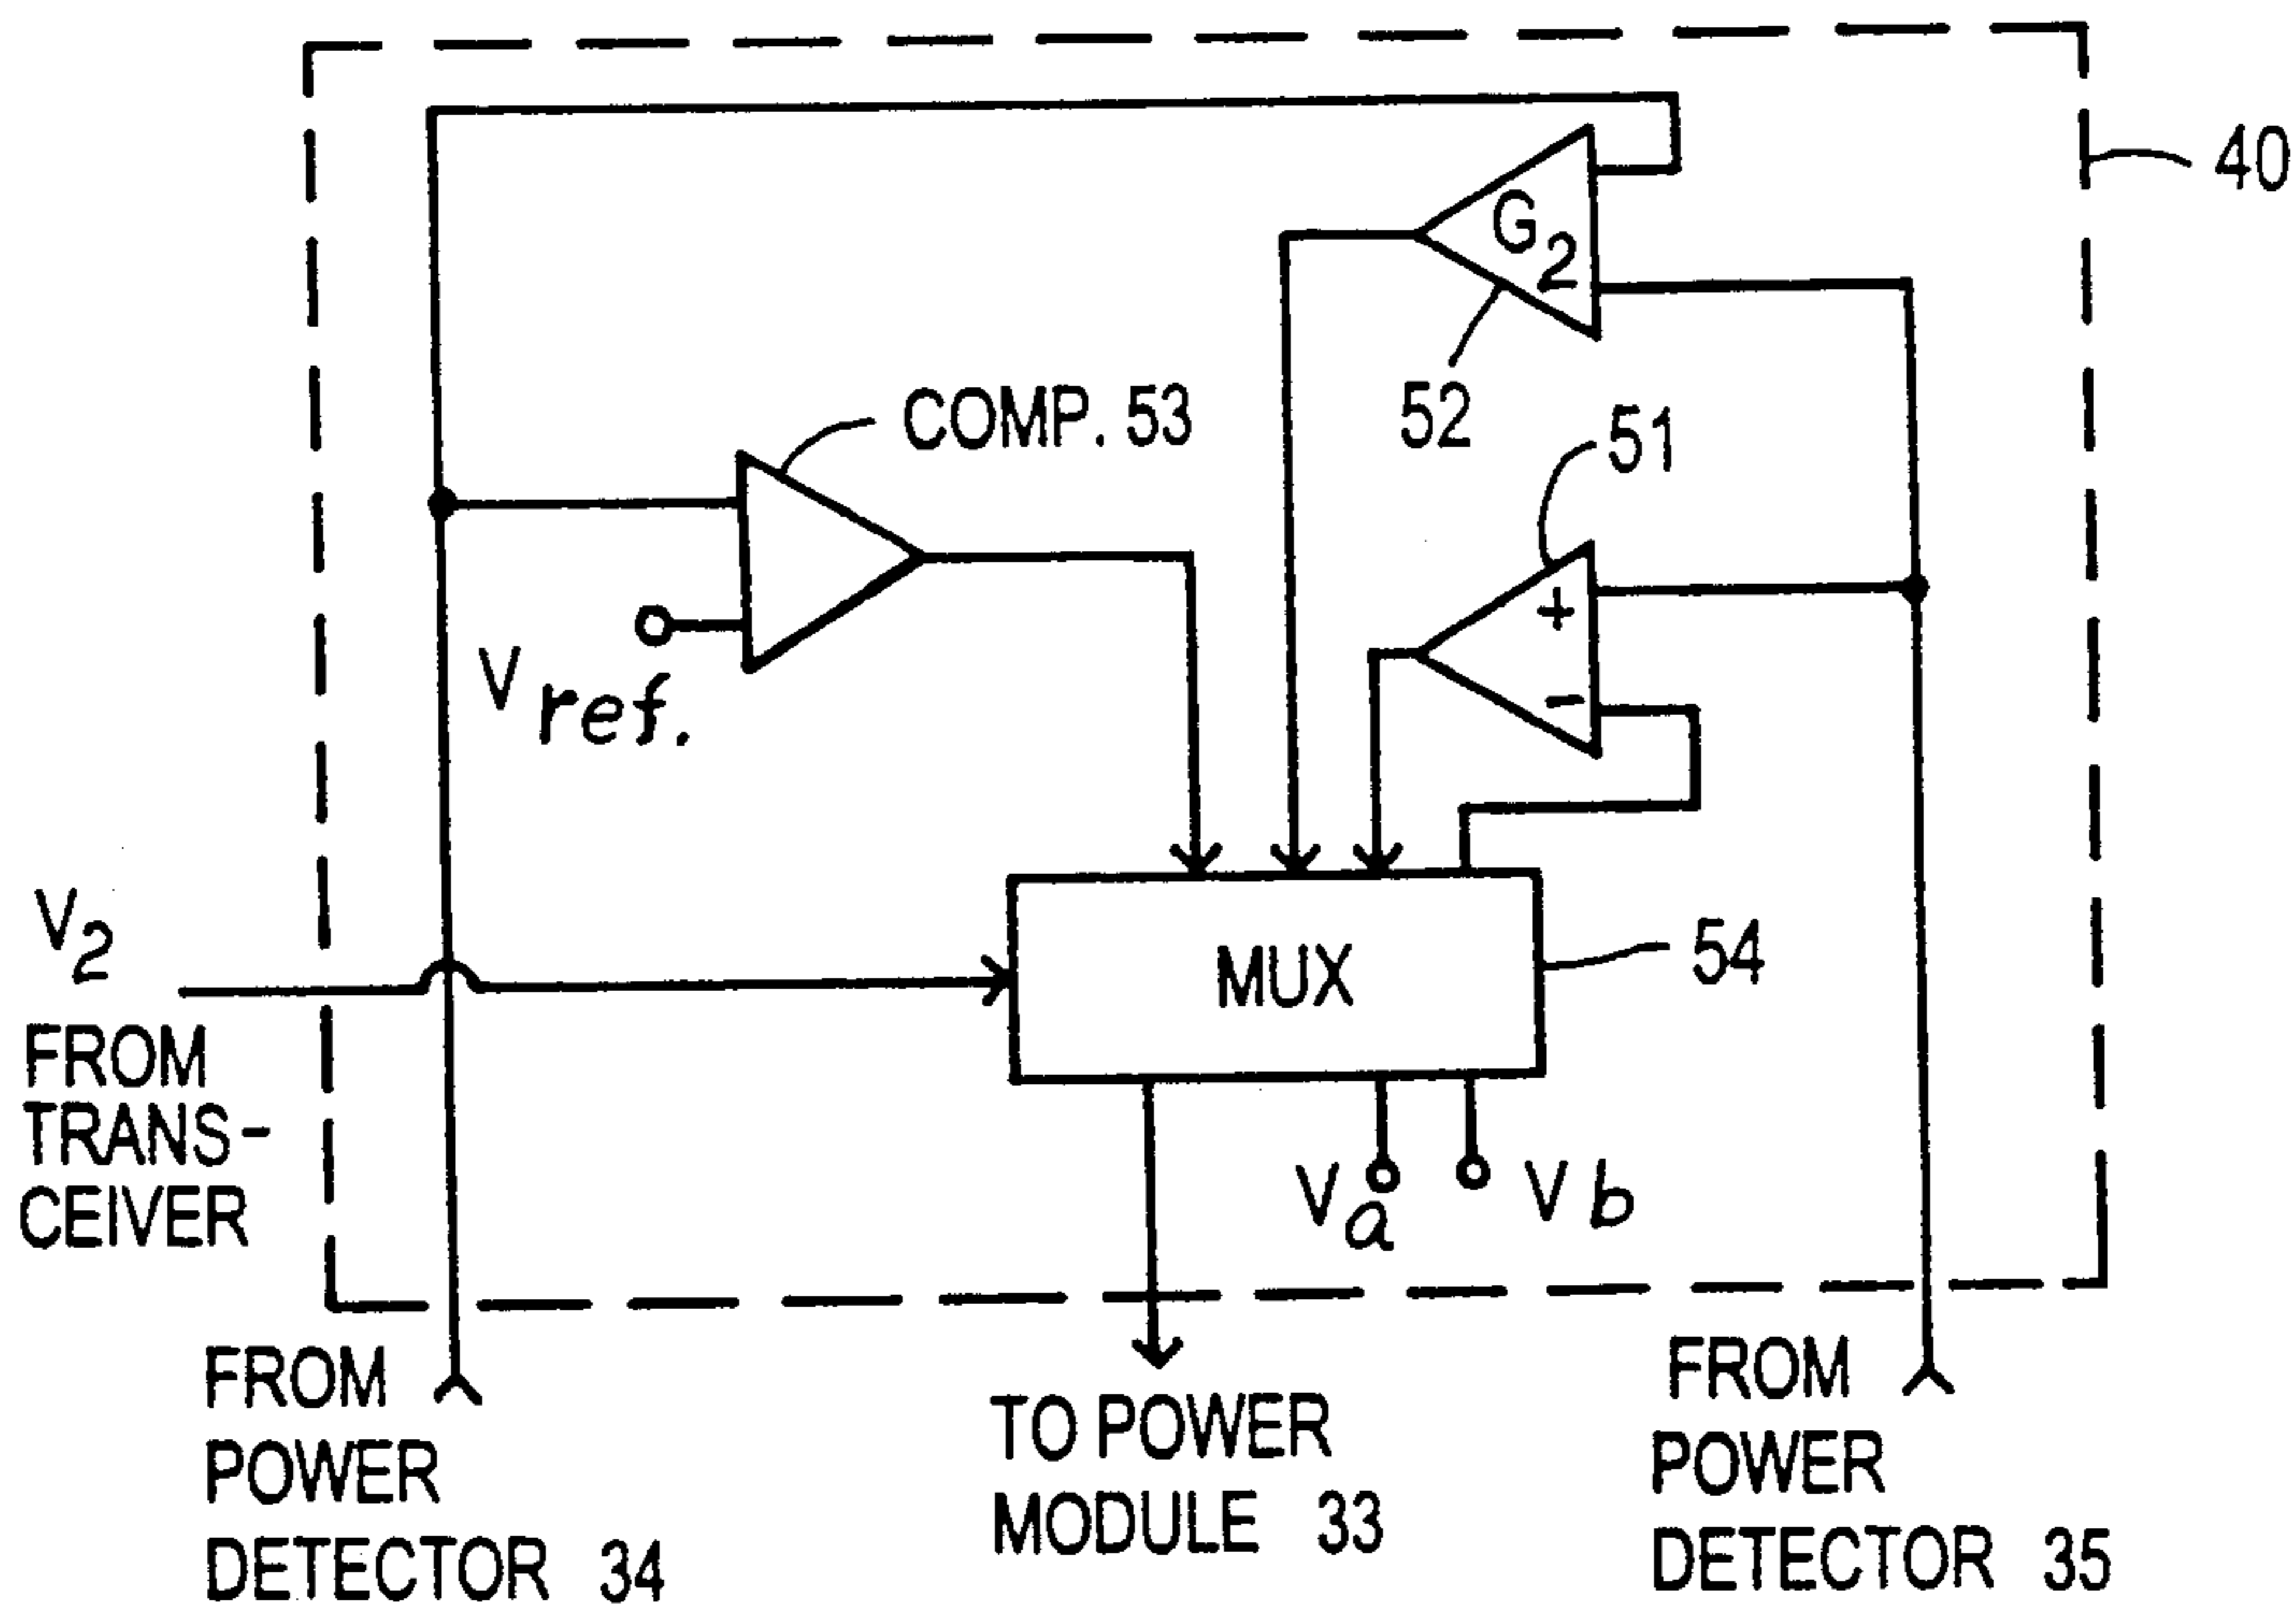 40
G2
52
COMP. 53
51
+
-
Vref.
V2
FROM
TRANS-
CEIVER
MUX
54
Va
Vb
FROM
POWER
DETECTOR 34
TO POWER
MODULE 33
FROM
POWER
DETECTOR 35